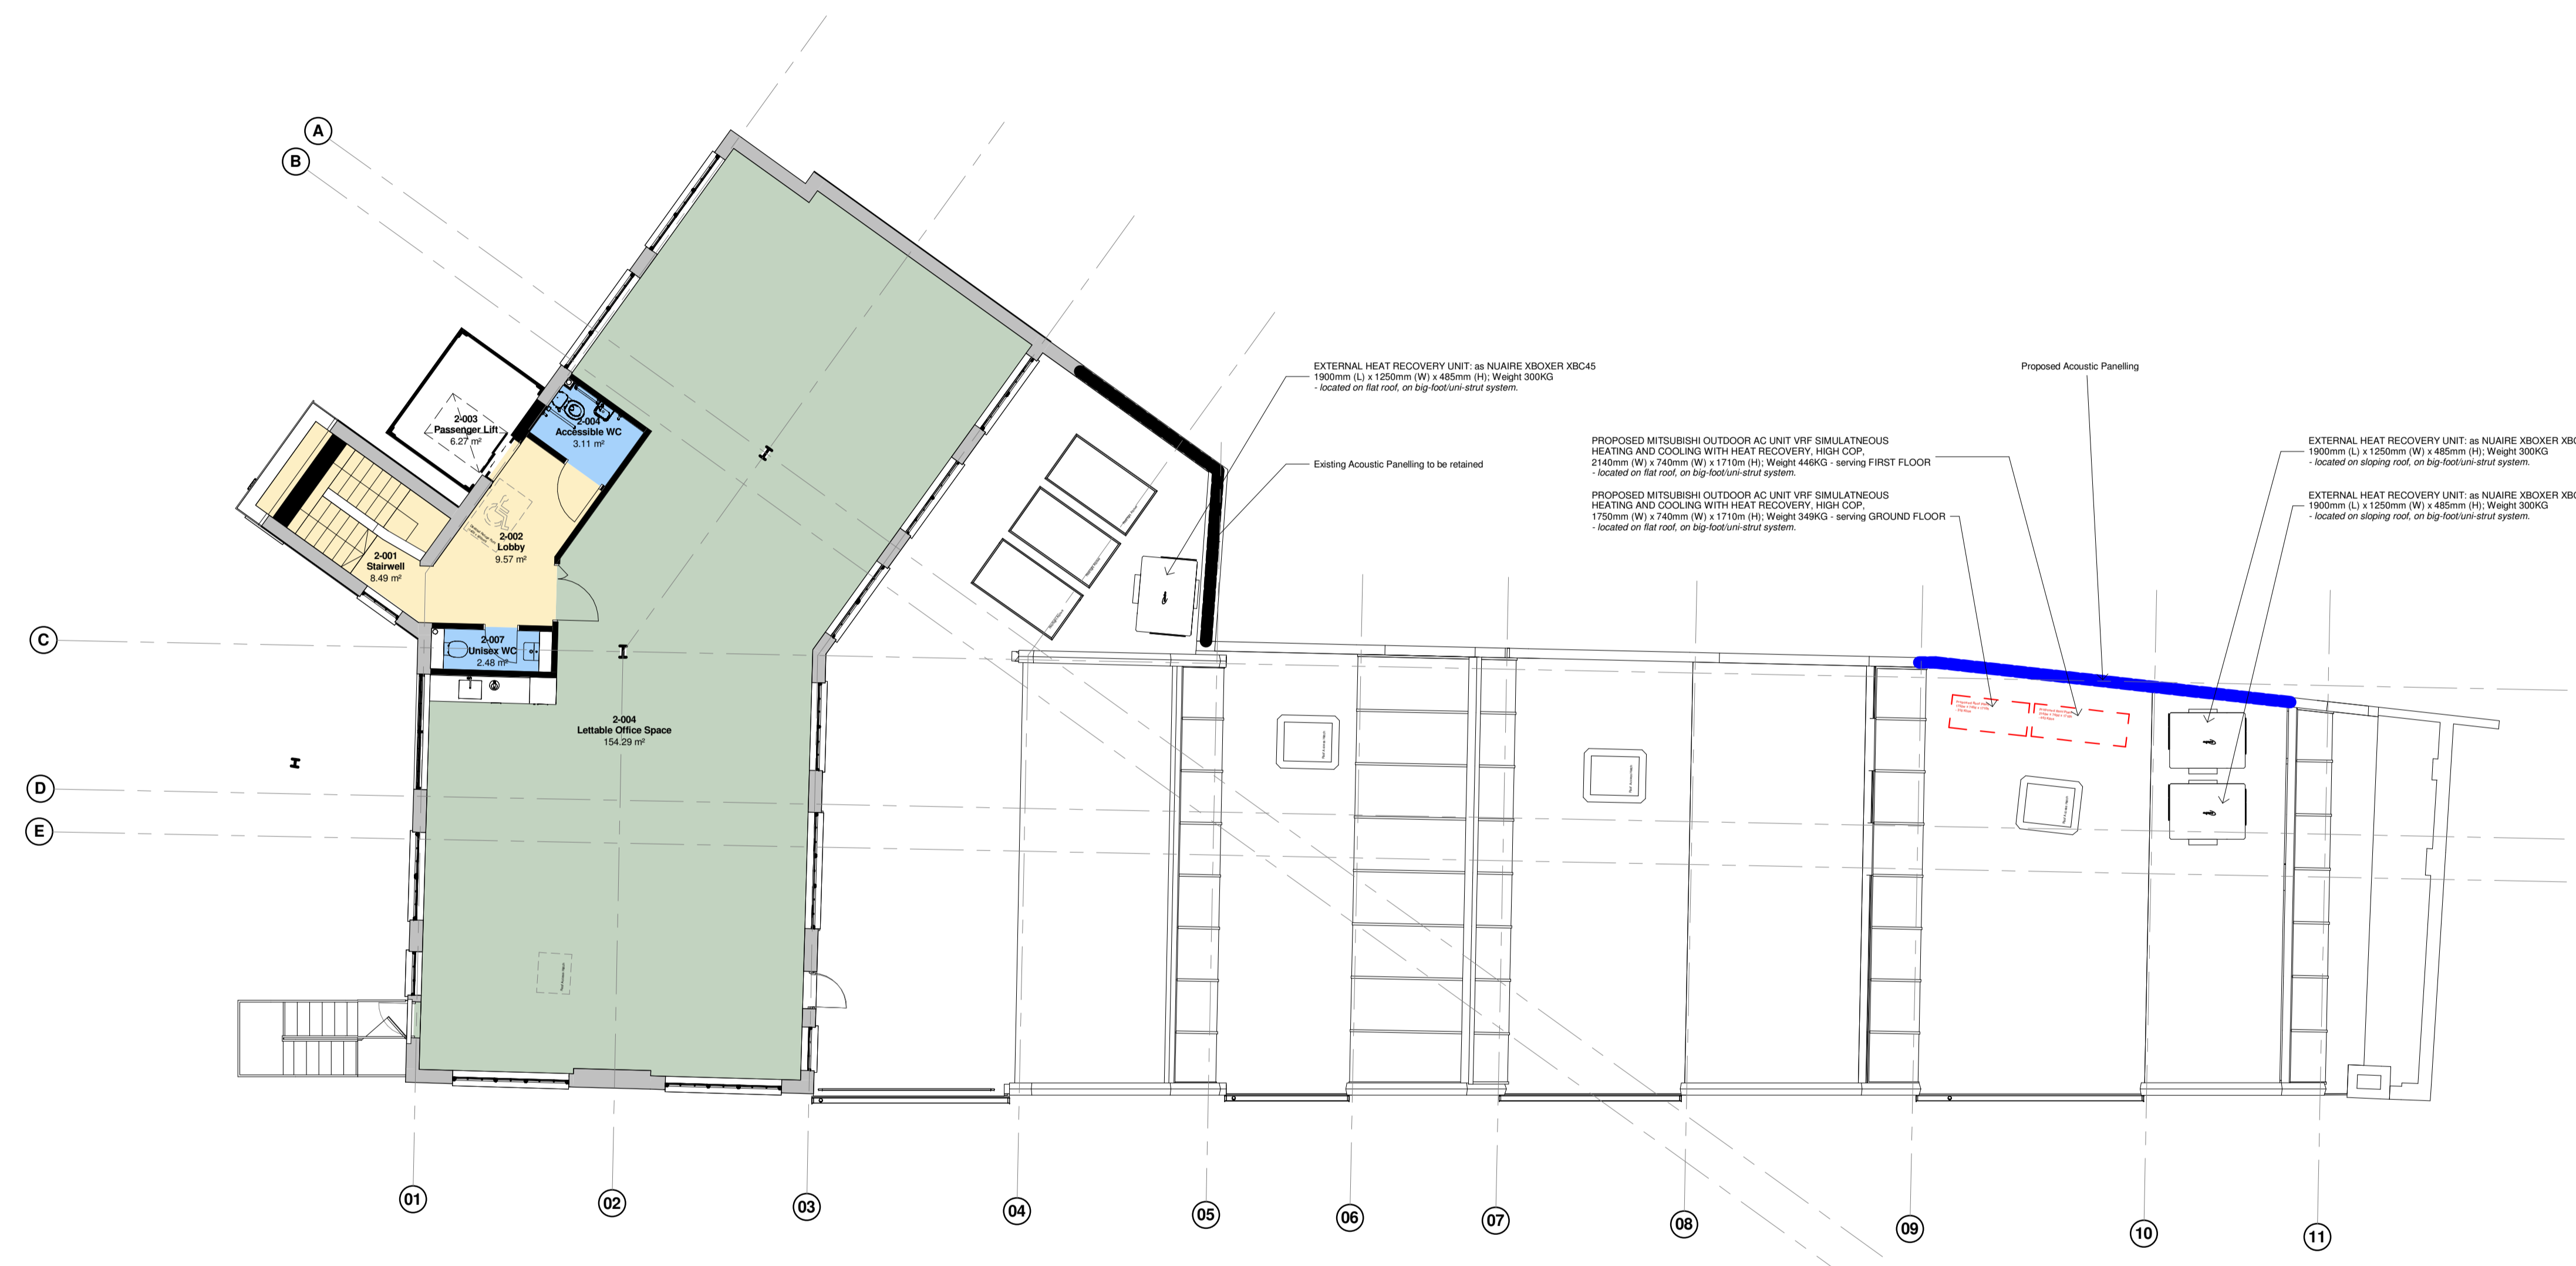 A
B
EXTERNAL HEAT RECOVERY UNIT: as NUAIRE XBOXER XBC45
1900mm (L) x 1250mm (W) x 485mm (H); Weight 300KG
- located on flat roof, on big-foot/uni-strut system.
Proposed Acoustic Panelling
2-003
Passenger Lift
6.27 m²
2-004
Accessible WC
3.11 m²
Existing Acoustic Panelling to be retained
PROPOSED MITSUBISHI OUTDOOR AC UNIT VRF SIMULATNEOUS
HEATING AND COOLING WITH HEAT RECOVERY, HIGH COP,
2140mm (W) x 740mm (W) x 1710m (H); Weight 446KG - serving FIRST FLOOR
- located on flat roof, on big-foot/uni-strut system.
EXTERNAL HEAT RECOVERY UNIT: as NUAIRE XBOXER XBC
1900mm (L) x 1250mm (W) x 485mm (H); Weight 300KG
- located on sloping roof, on big-foot/uni-strut system.
PROPOSED MITSUBISHI OUTDOOR AC UNIT VRF SIMULATNEOUS
HEATING AND COOLING WITH HEAT RECOVERY, HIGH COP,
1750mm (W) x 740mm (W) x 1710m (H); Weight 349KG - serving GROUND FLOOR
- located on flat roof, on big-foot/uni-strut system.
EXTERNAL HEAT RECOVERY UNIT: as NUAIRE XBOXER XBC
1900mm (L) x 1250mm (W) x 485mm (H); Weight 300KG
- located on sloping roof, on big-foot/uni-strut system.
2-002
Lobby
9.57 m²
2-001
Stairwell
8.49 m²
C
2-007
Unisex WC
2.48 m²
2-004
Lettable Office Space
154.29 m²
D
E
01
02
03
04
05
06
07
08
09
10
11